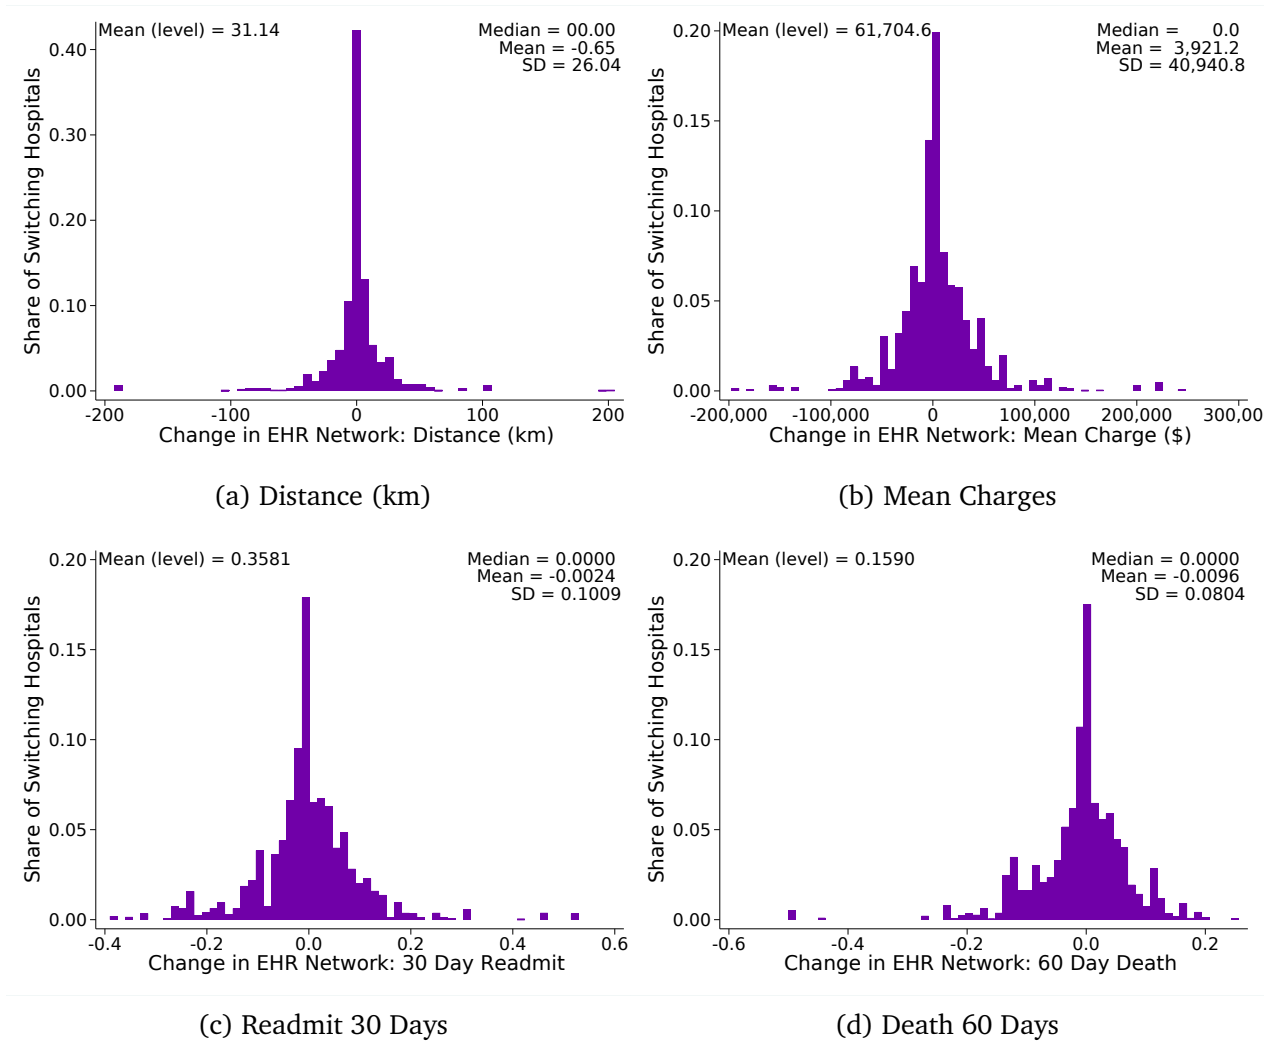 Mean (level) = 31.14
Median = 00.00
Mean = -0.65
SD = 26.04
Share of Switching Hospitals
0.40
0.30
0.20
0.10
0.00
-200 -100 0 100 200
Change in EHR Network: Distance (km)
(a) Distance (km)
Mean (level) = 61,704.6
Median = 0.0
Mean = 3,921.2
SD = 40,940.8
Share of Switching Hospitals
0.20
0.15
0.10
0.05
0.00
-200,000 -100,000 0 100,000 200,000 300,00
Change in EHR Network: Mean Charge ($)
(b) Mean Charges
Mean (level) = 0.3581
Median = 0.0000
Mean = -0.0024
SD = 0.1009
Share of Switching Hospitals
0.20
0.15
0.10
0.05
0.00
-0.4 -0.2 0.0 0.2 0.4 0.6
Change in EHR Network: 30 Day Readmit
(c) Readmit 30 Days
Mean (level) = 0.1590
Median = 0.0000
Mean = -0.0096
SD = 0.0804
Share of Switching Hospitals
0.20
0.15
0.10
0.05
0.00
-0.6 -0.4 -0.2 0.0 0.2
Change in EHR Network: 60 Day Death
(d) Death 60 Days